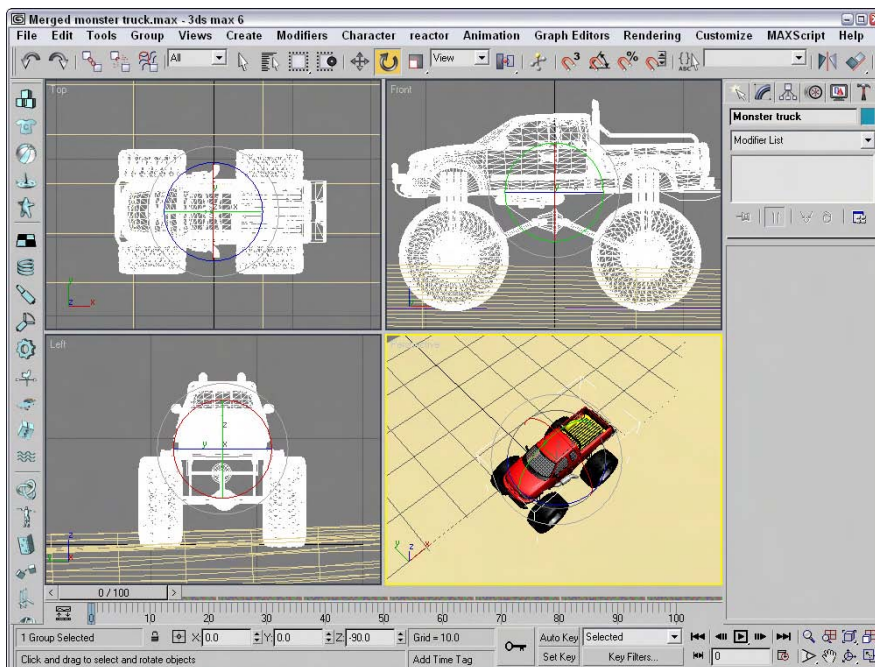 Merged monster truck.max - 3ds max 6
File Edit Tools Group Views Create Modifiers Character reactor Animation Graph Editors Rendering Customize MAXScript Help
All View
Top
Front
Monster truck
Modifier List
y x
y
z x
z
Left
Perspective
z
y x
z
y x
z
y x
0 / 100
0 10 20 30 40 50 60 70 80 90 100
1 Group Selected X: 0.0 Y: 0.0 Z: -90.0 Grid = 10.0 Auto Key Selected
Click and drag to select and rotate objects Add Time Tag Set Key Key Filters... 0